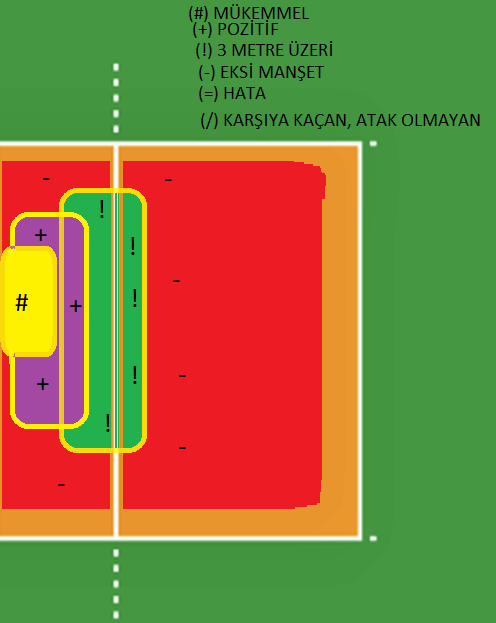 (#) MÜKEMMEL
(+) POZİTİF
(!) 3 METRE ÜZERİ
(-) EKSİ MANŞET
(=) HATA
(/) KARŞIYA KAÇAN, ATAK OLMAYAN
- -
!
+ !
- 
# + ! !
+ ! -
! -
-